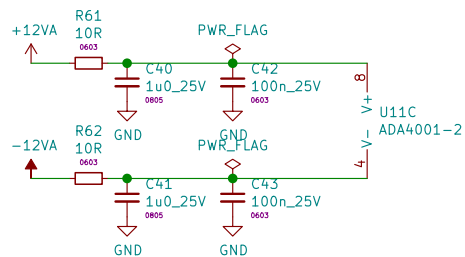 R61
+12VA
10R
0603
PWR_FLAG
C40
1u0_25V
0805
GND
C42
100n_25V
0603
GND
8
V+
U11C
ADA4001-2
V-
4
R62
-12VA
10R
0603
PWR_FLAG
C41
1u0_25V
0805
GND
C43
100n_25V
0603
GND